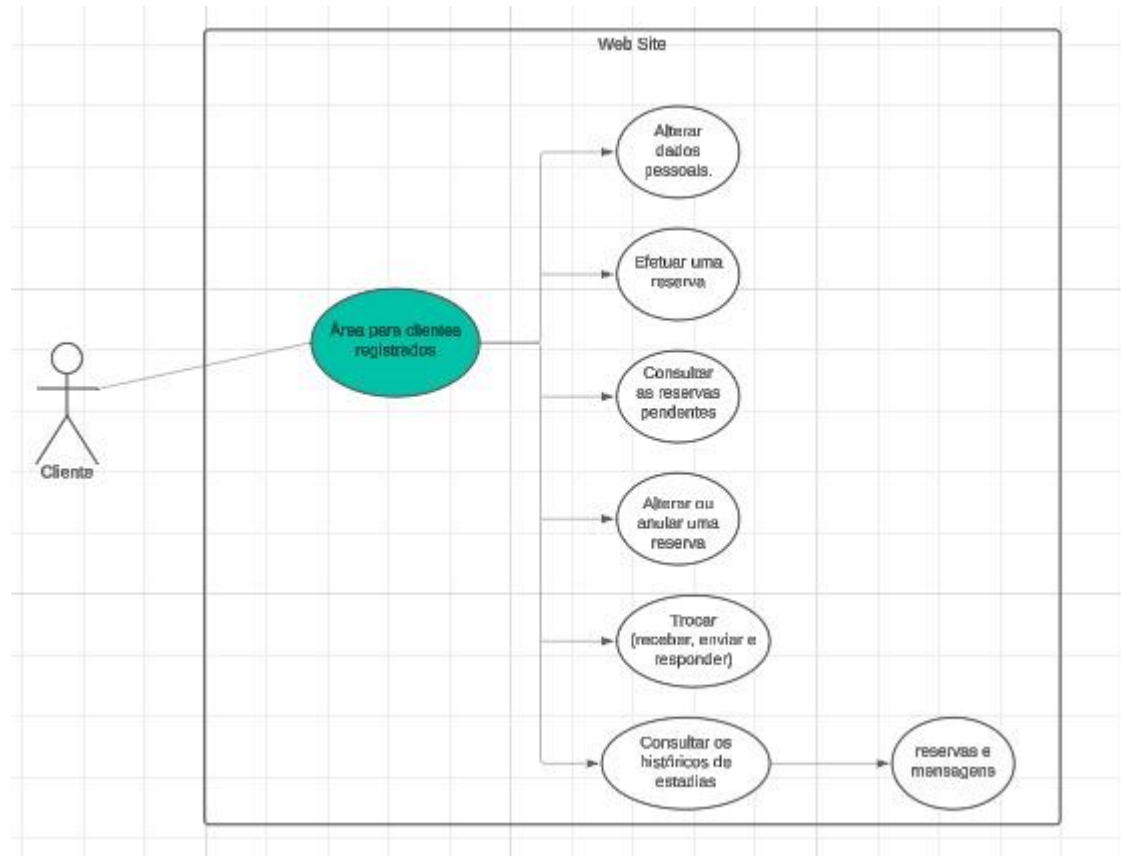 Web Site
Alterar
dados
pessoais.
Efetuar uma
reserva
Área para clientes
registrados
Consultar
as reservas
pendentes
Cliente
Alterar ou
anular uma
reserva
Trocar
(receber, enviar e
responder)
Consultar os
históricos de
estadias
reservas e
mensagens